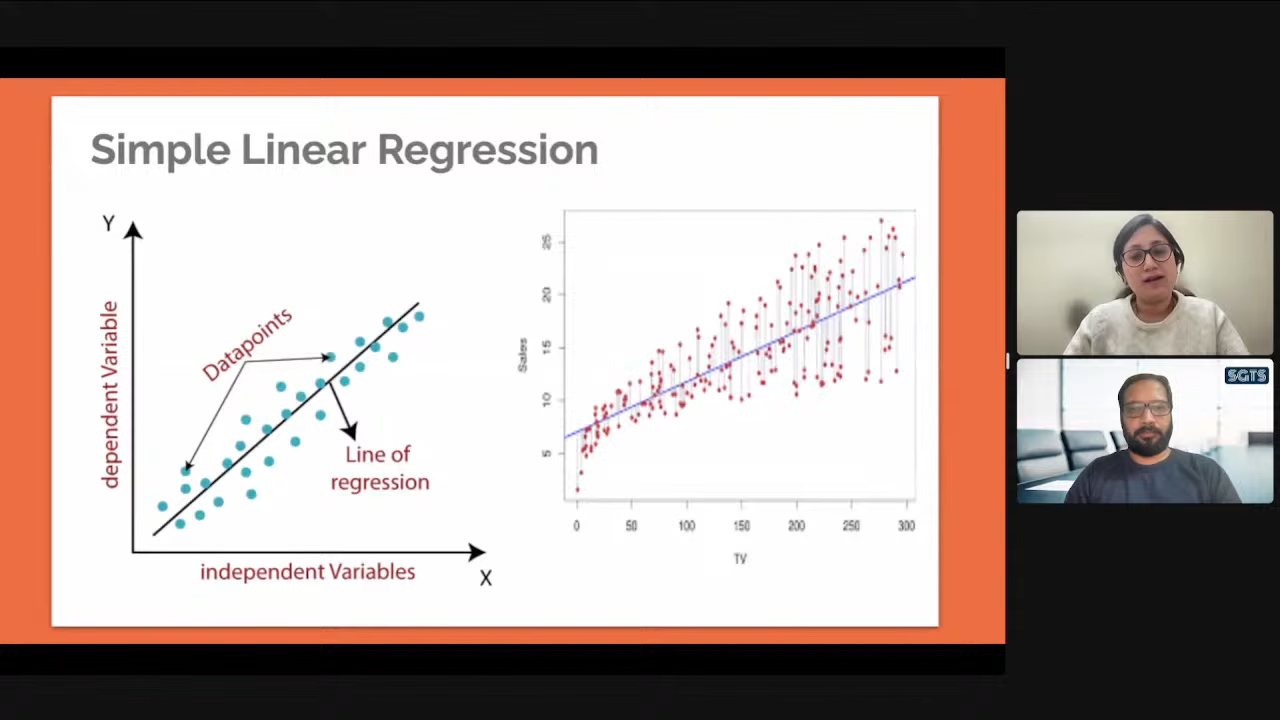 Simple Linear Regression
Y
dependent Variable
Datapoints
Line of
regression
independent Variables
X
Sales
25
20
15
10
5
0 50 100 150 200 250 300
TV
SGTS